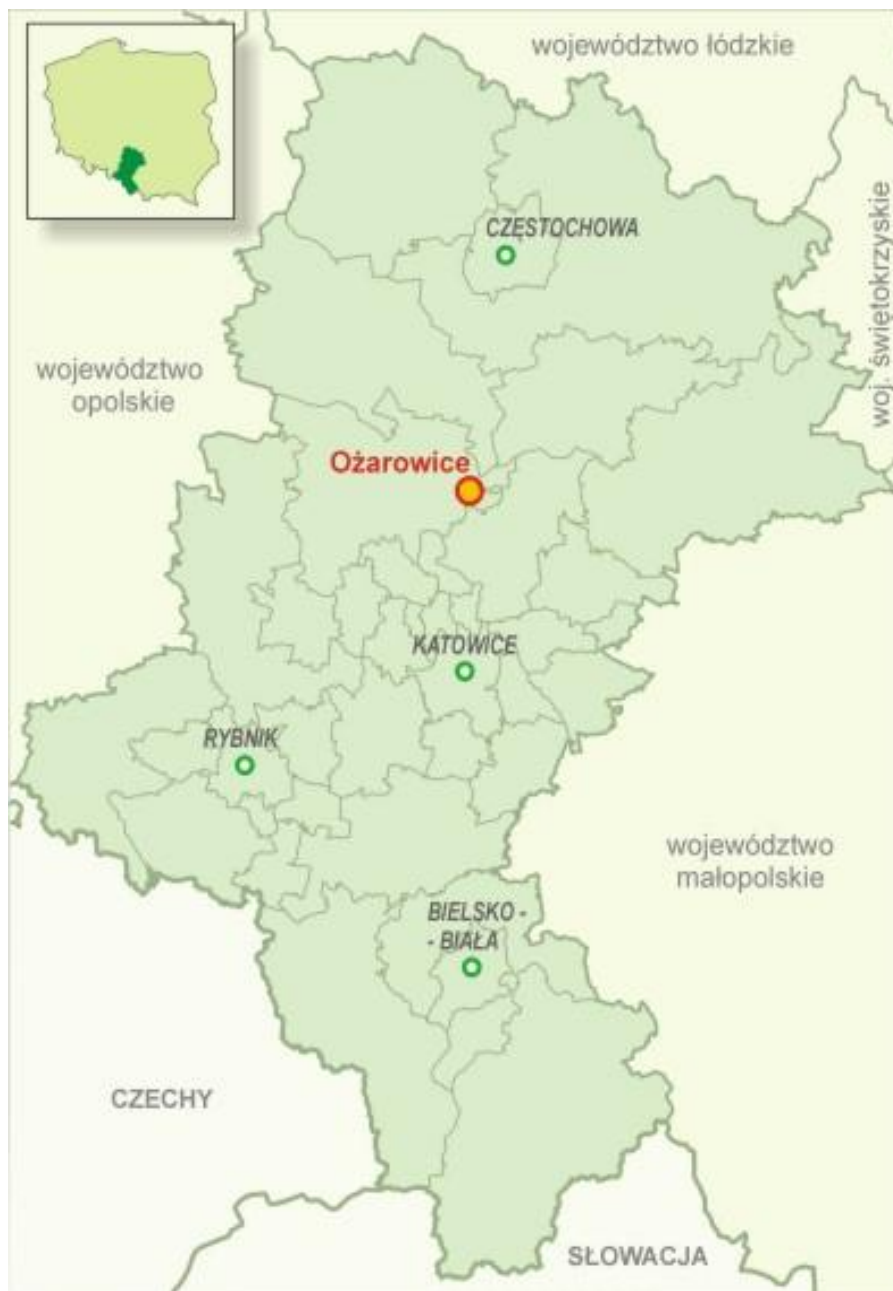 województwo łódzkie
CZĘSTOCHOWA
woj. świętokrzyskie
województwo
opolskie
Ożarowice
KATOWICE
RYBNIK
województwo
małopolskie
BIELSKO -
- BIAŁA
CZECHY
SŁOWACJA